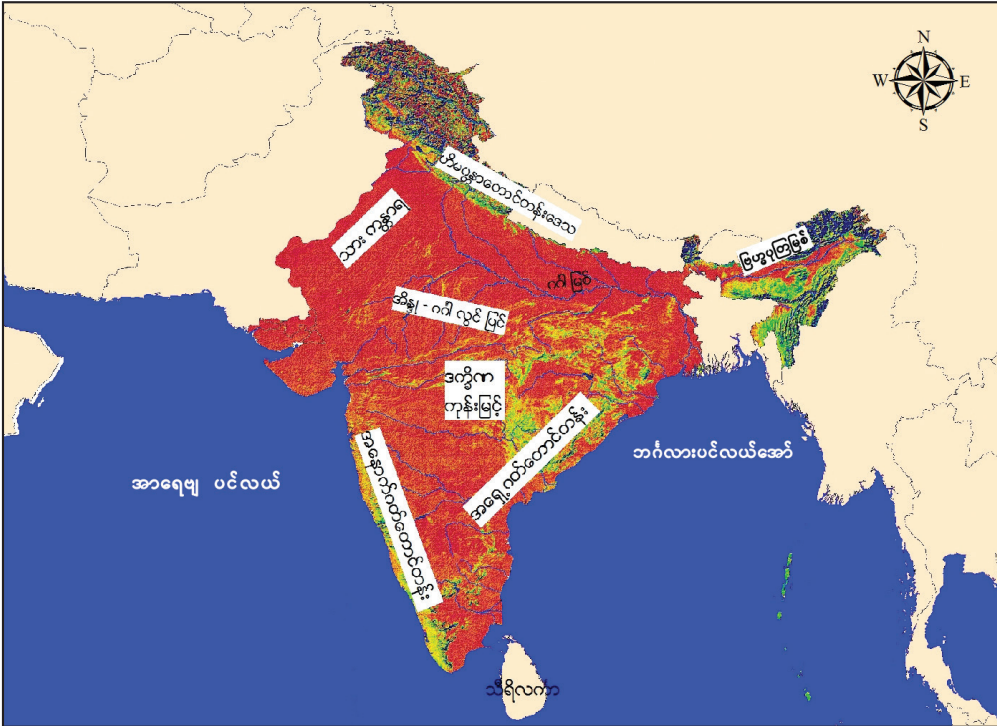 N
W
E
S
ဟိမဝန္တာတောင်တန်းဒေသ
သား ကန္တာရ
ဗြဟ္မပုတြမြစ်
ဂင်္ဂါ မြစ်
အိန္ဒု - ဂင်္ဂါ လွင် ပြင်
ဒက္ခိဏ
ကုန်းမြင့်
အရှေ့ဂတ်တောင်တန်း
အနောက်ဂတ်တောင်တန်း
ဘင်္ဂလားပင်လယ်အော်
အာရေဗျ ပင်လယ်
သီရိလင်္ကာ